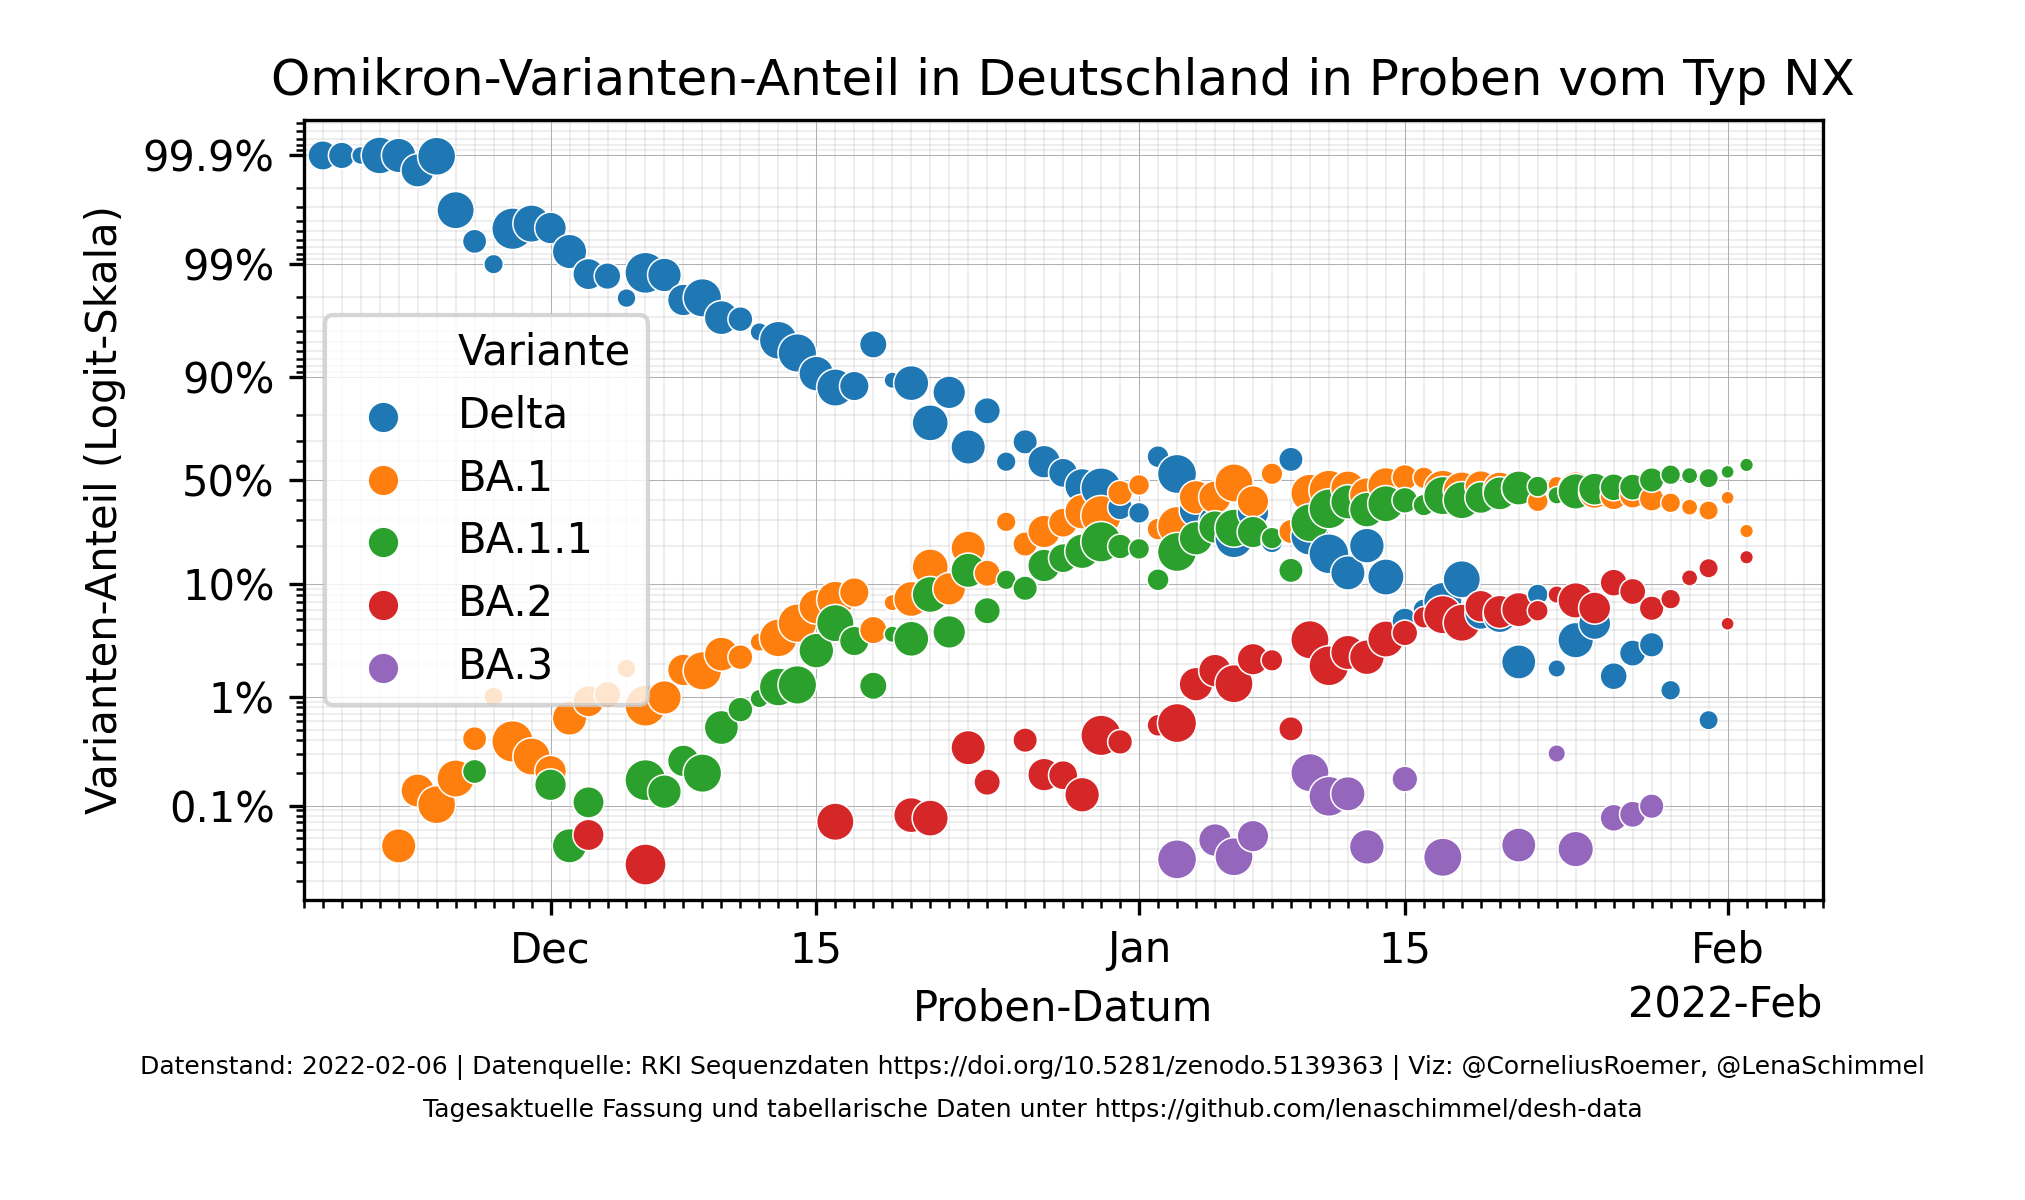 Omikron-Varianten-Anteil in Deutschland in Proben vom Typ NX
Varianten-Anteil (Logit-Skala)
99.9%
99%
90%
50%
10%
1%
0.1%
Variante
Delta
BA.1
BA.1.1
BA.2
BA.3
Dec 15 Jan 15 Feb
2022-Feb
Proben-Datum
Datenstand: 2022-02-06 | Datenquelle: RKI Sequenzdaten https://doi.org/10.5281/zenodo.5139363 | Viz: @CorneliusRoemer, @LenaSchimmel
Tagesaktuelle Fassung und tabellarische Daten unter https://github.com/lenaschimmel/desh-data